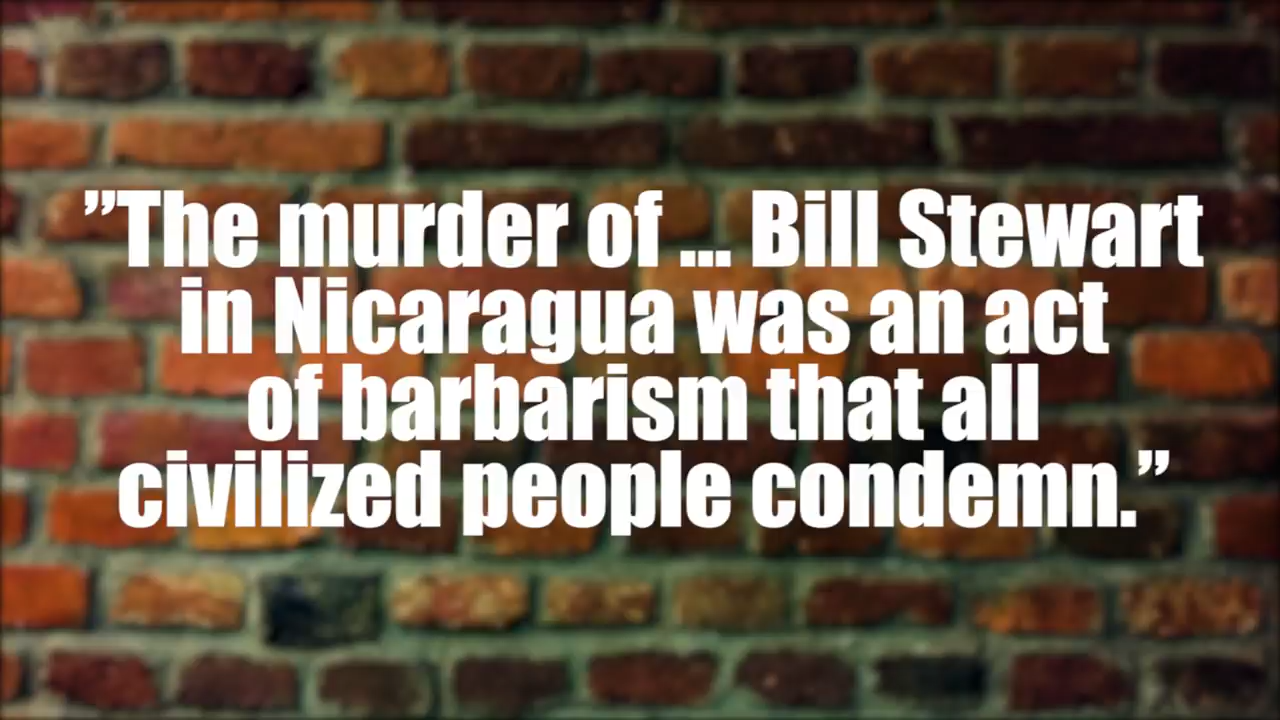 ”The murder of ... Bill Stewart
in Nicaragua was an act
of barbarism that all
civilized people condemn.”